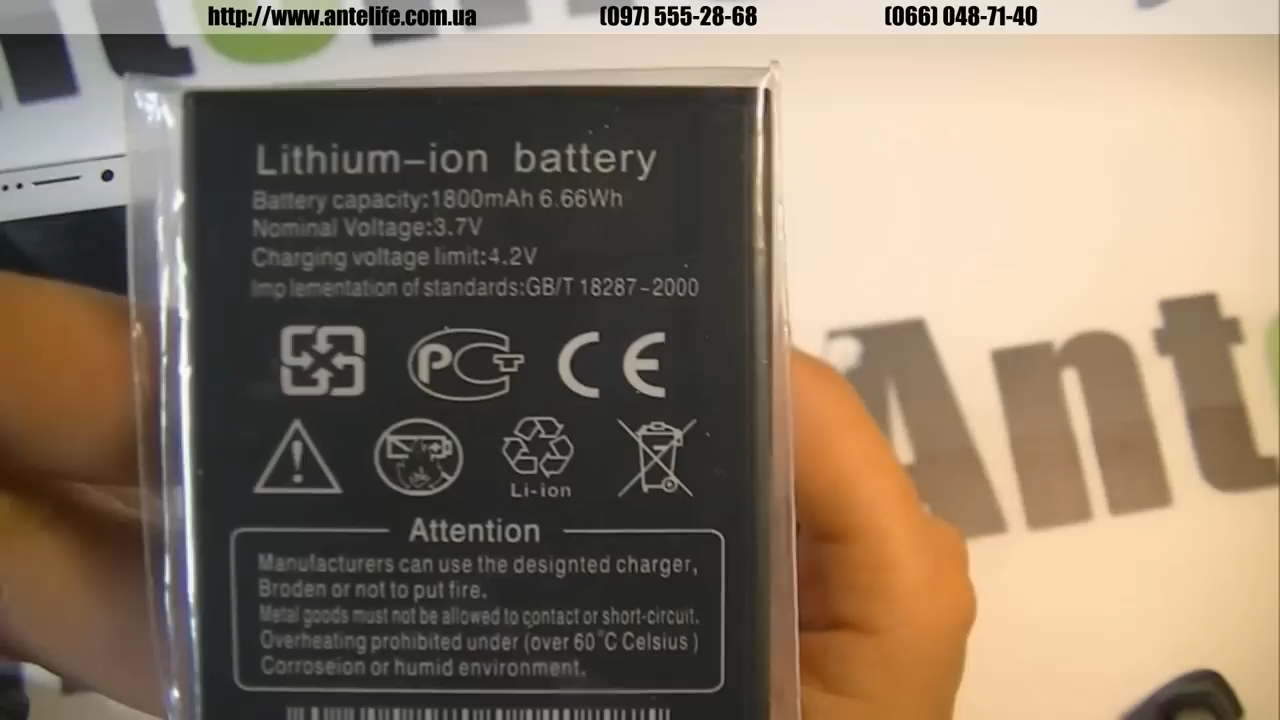 http://www.antelife.com.ua (097) 555-28-68 (066) 048-71-40
Lithium-ion battery
Battery capacity:1800mAh 6.66Wh
Nominal Voltage:3.7V
Charging voltage limit:4.2V
Implementation of standards:GB/T 18287-2000
РСТ CE
Li-ion
Attention
Manufacturers can use the designted charger,
Broden or not to put fire.
Metal goods must not be allowed to contact or short-circuit.
Overheating prohibited under (over 60°C Celsius )
Corroseion or humid environment.
Ant